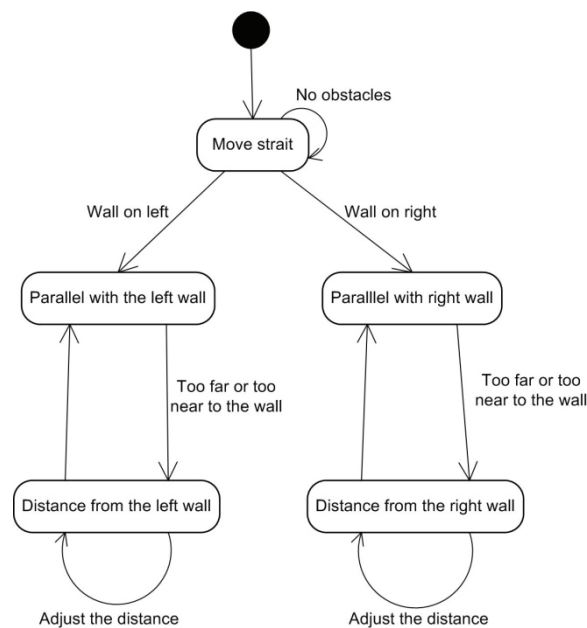 No obstacles
Move strait
Wall on left
Wall on right
Parallel with the left wall
Paralllel with right wall
Too far or too
near to the wall
Too far or too
near to the wall
Distance from the left wall
Distance from the right wall
Adjust the distance
Adjust the distance